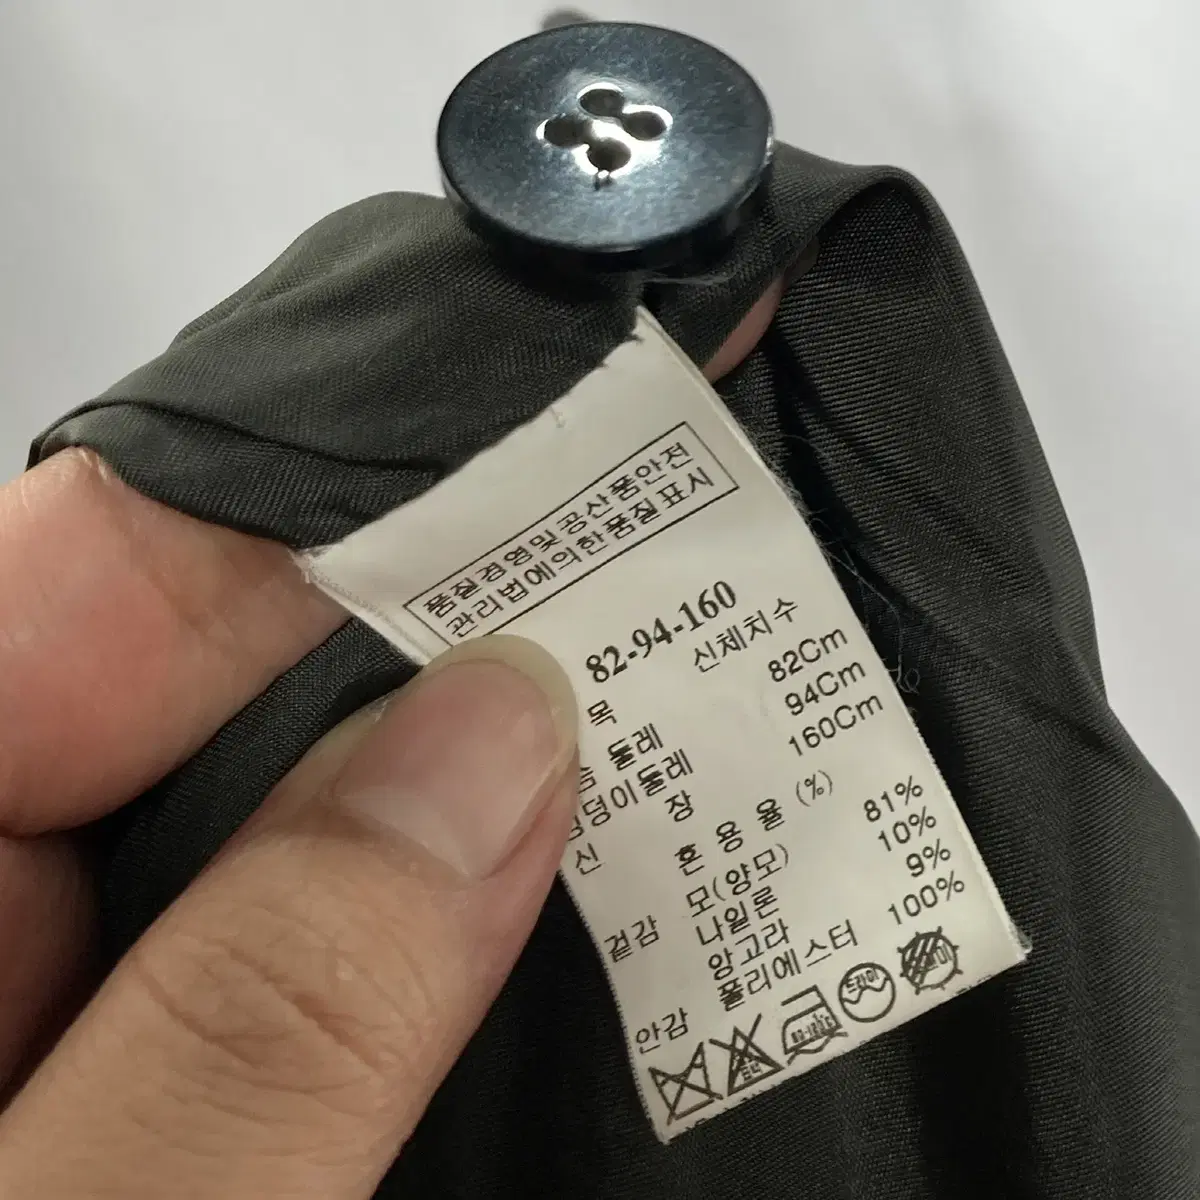 품질경영및공산품안전
관리법에의한품질표시
82-94-160
목 신체치수
둘레 82Cm
덩이둘레 94Cm
신 장 160Cm
혼 용 율 (%)
겉감 모(양모) 81%
나일론 10%
앙고라 9%
안감 폴리에스터 100%
드라이